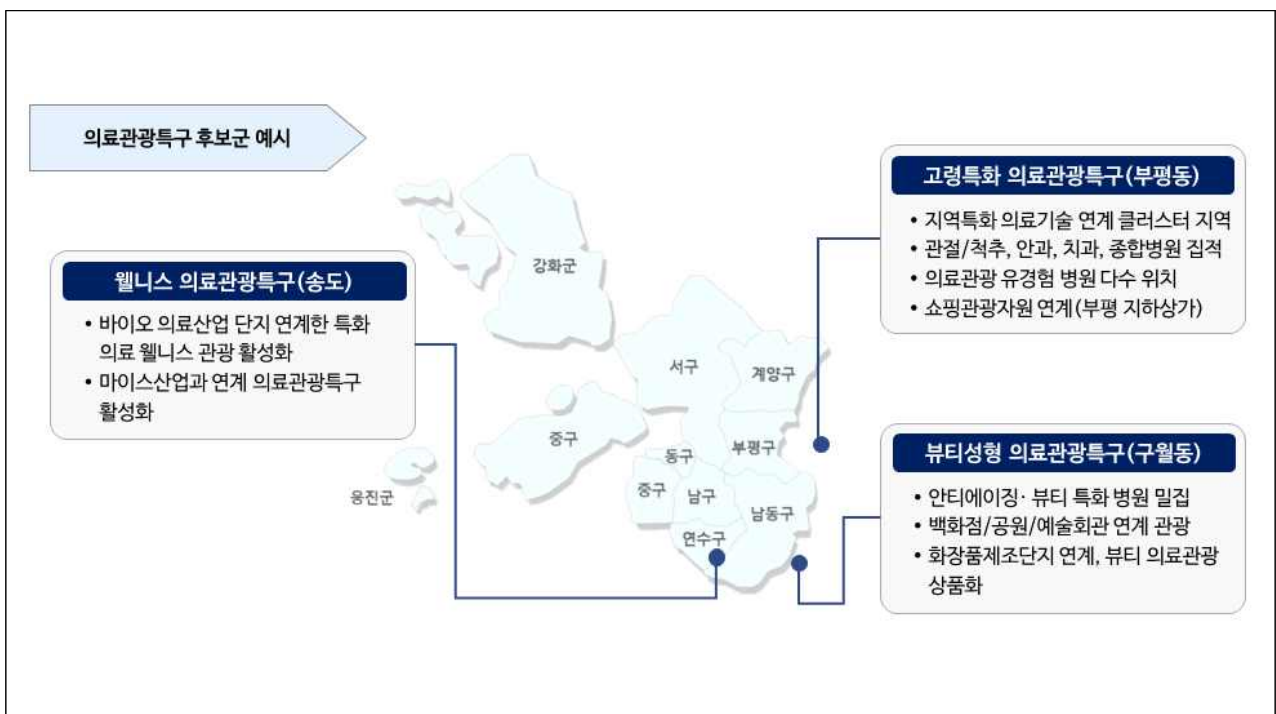 의료관광특구 후보군 예시
웰니스 의료관광특구(송도)
• 바이오 의료산업 단지 연계한 특화
의료 웰니스 관광 활성화
• 마이스산업과 연계 의료관광특구
활성화
고령특화 의료관광특구(부평동)
• 지역특화 의료기술 연계 클러스터 지역
• 관절/척추, 안과, 치과, 종합병원 집적
• 의료관광 유경험 병원 다수 위치
• 쇼핑관광자원 연계(부평 지하상가)
뷰티성형 의료관광특구(구월동)
• 안티에이징· 뷰티 특화 병원 밀집
• 백화점/공원/예술회관 연계 관광
• 화장품제조단지 연계, 뷰티 의료관광
상품화
강화군
서구
계양구
중구
동구
부평구
옹진군
중구
남구
남동구
연수구